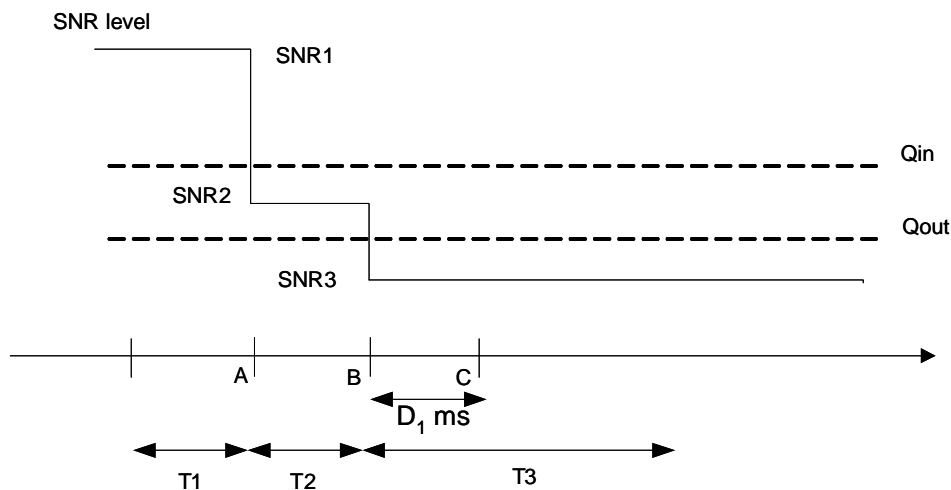 SNR level
SNR1
Qin
SNR2
Qout
SNR3
A
B
C
D1 ms
T1
T2
T3